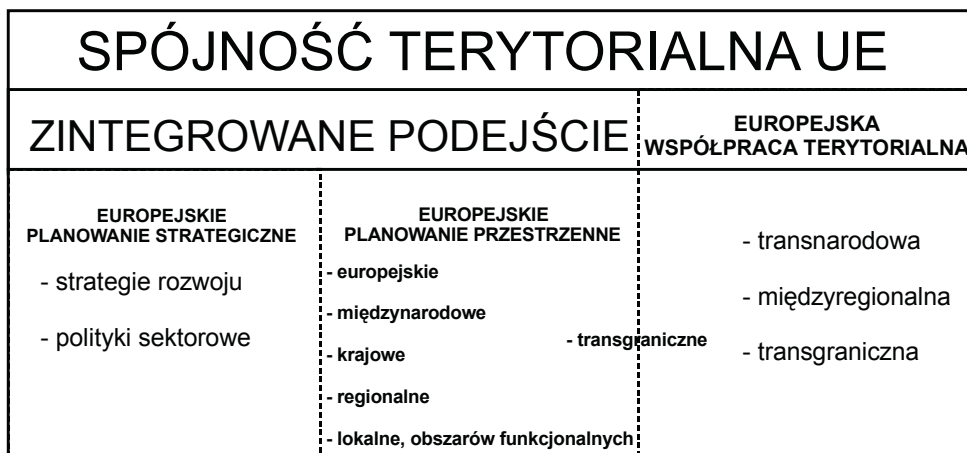 SPÓJNOŚĆ TERYTORIALNA UE
ZINTEGROWANE PODEJŚCIE
EUROPEJSKA
WSPÓŁPRACA TERYTORIALNA
EUROPEJSKIE
PLANOWANIE STRATEGICZNE
- strategie rozwoju
- polityki sektorowe
EUROPEJSKIE
PLANOWANIE PRZESTRZENNE
- europejskie
- międzynarodowe
- krajowe
- regionalne
- lokalne, obszarów funkcjonalnych
- transgraniczne
- transnarodowa
- międzyregionalna
- transgraniczna